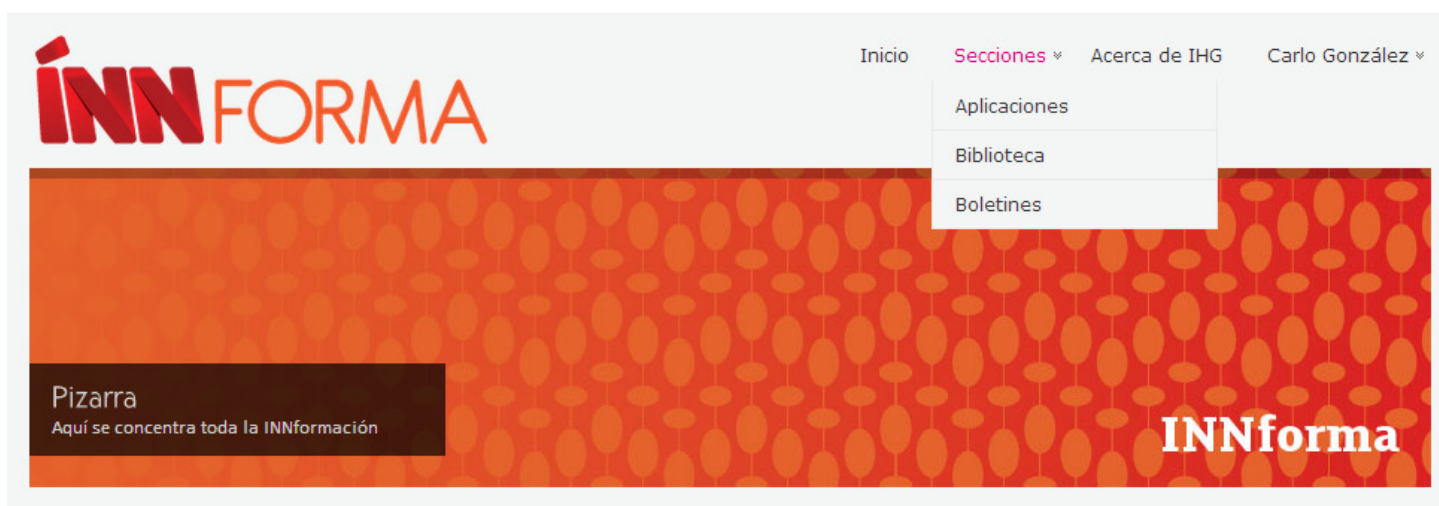 ÍNNFORMA
Inicio Secciones Acerca de IHG Carlo González
Aplicaciones
Biblioteca
Boletines
Pizarra
Aquí se concentra toda la INNformación
INNforma